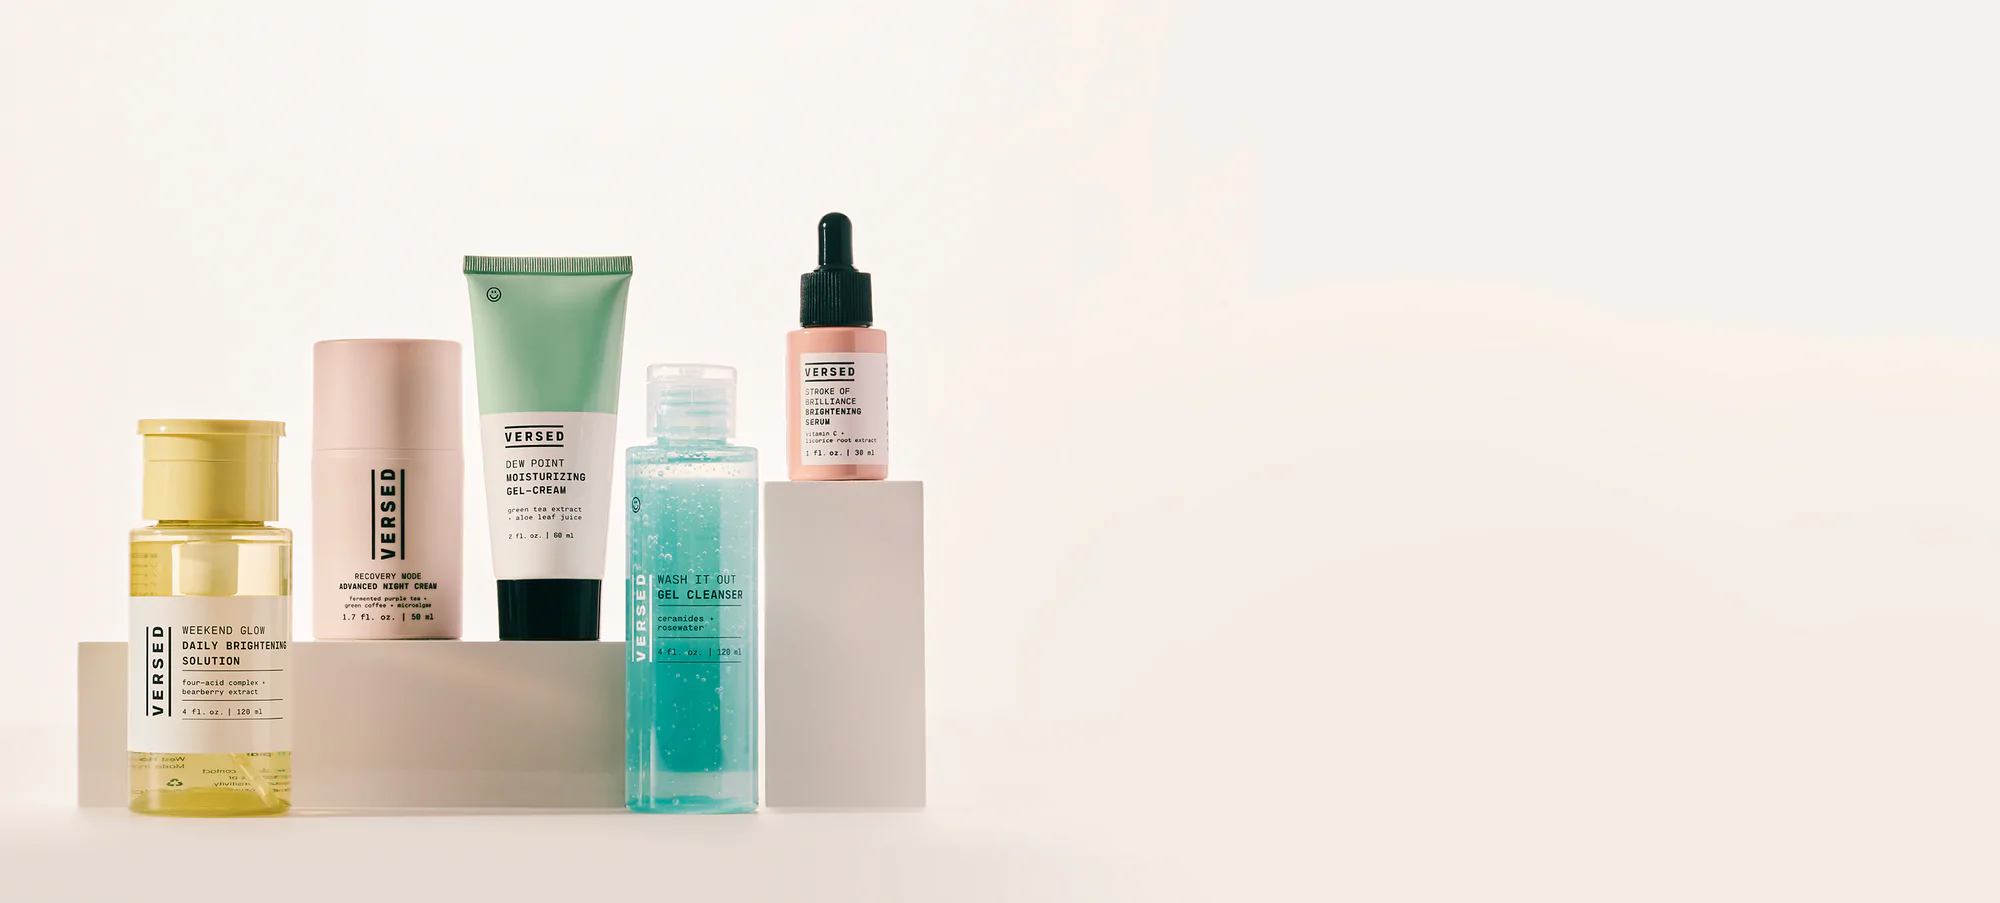 VERSED
WEEKEND GLOW
DAILY BRIGHTENING
SOLUTION
four-acid complex +
bearberry extract
4 fl. oz. | 120 ml
VERSED
RECOVERY MODE
ADVANCED NIGHT CREAM
fermented purple tea +
green coffee + microalgae
1.7 fl. oz. | 50 ml
VERSED
DEW POINT
MOISTURIZING
GEL-CREAM
green tea extract
+ aloe leaf juice
2 fl. oz. | 60 ml
VERSED
WASH IT OUT
GEL CLEANSER
ceramides +
rosewater
4 fl. oz. | 120 ml
VERSED
STROKE OF
BRILLIANCE
BRIGHTENING
SERUM
vitamin C +
licorice root extract
1 fl. oz. | 30 ml